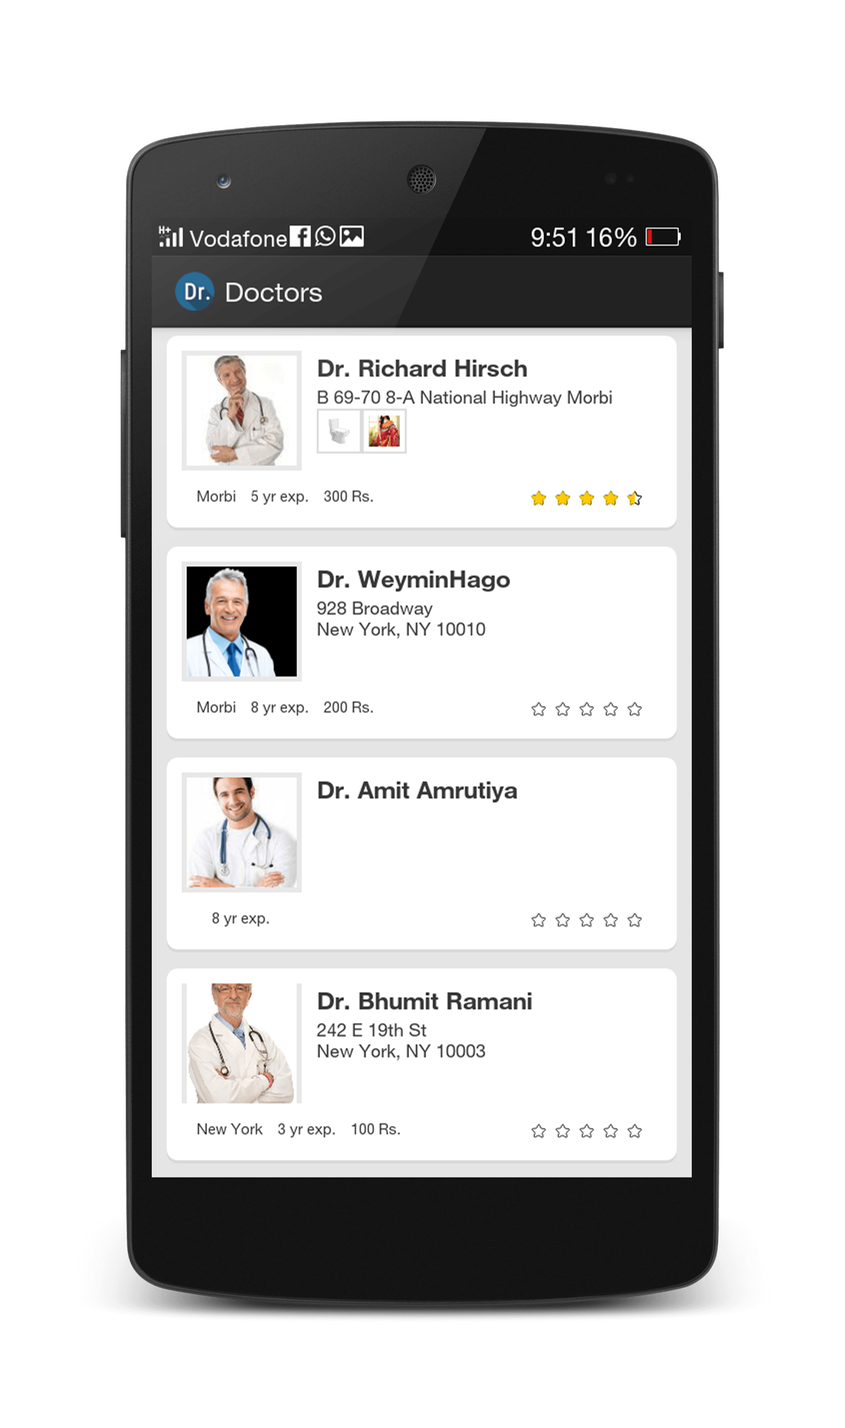 H+ Vodafone 9:51 16%
Dr. Doctors
Dr. Richard Hirsch
B 69-70 8-A National Highway Morbi
Morbi 5 yr exp. 300 Rs.
Dr. WeyminHago
928 Broadway
New York, NY 10010
Morbi 8 yr exp. 200 Rs.
Dr. Amit Amrutiya
8 yr exp.
Dr. Bhumit Ramani
242 E 19th St
New York, NY 10003
New York 3 yr exp. 100 Rs.